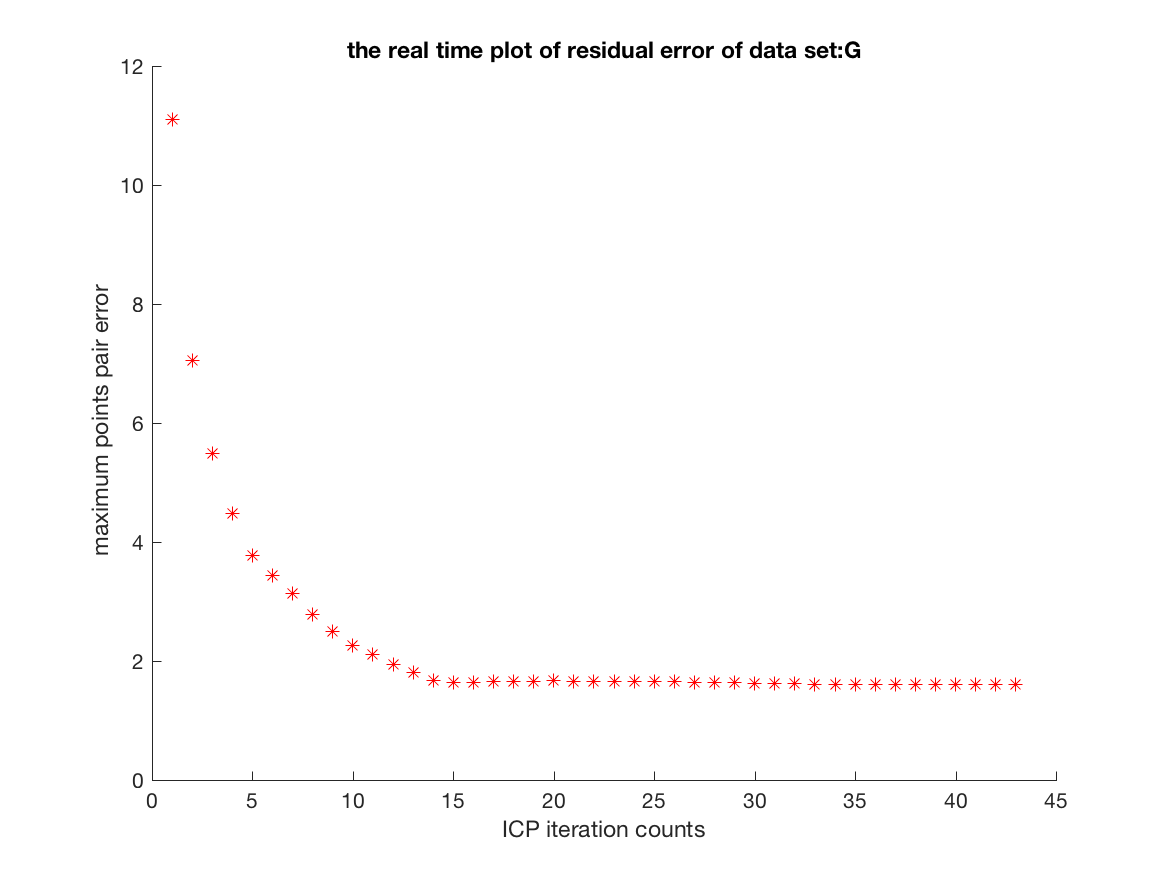 the real time plot of residual error of data set:G
12
10
8
6
4
2
0
maximum points pair error
0 5 10 15 20 25 30 35 40 45
ICP iteration counts